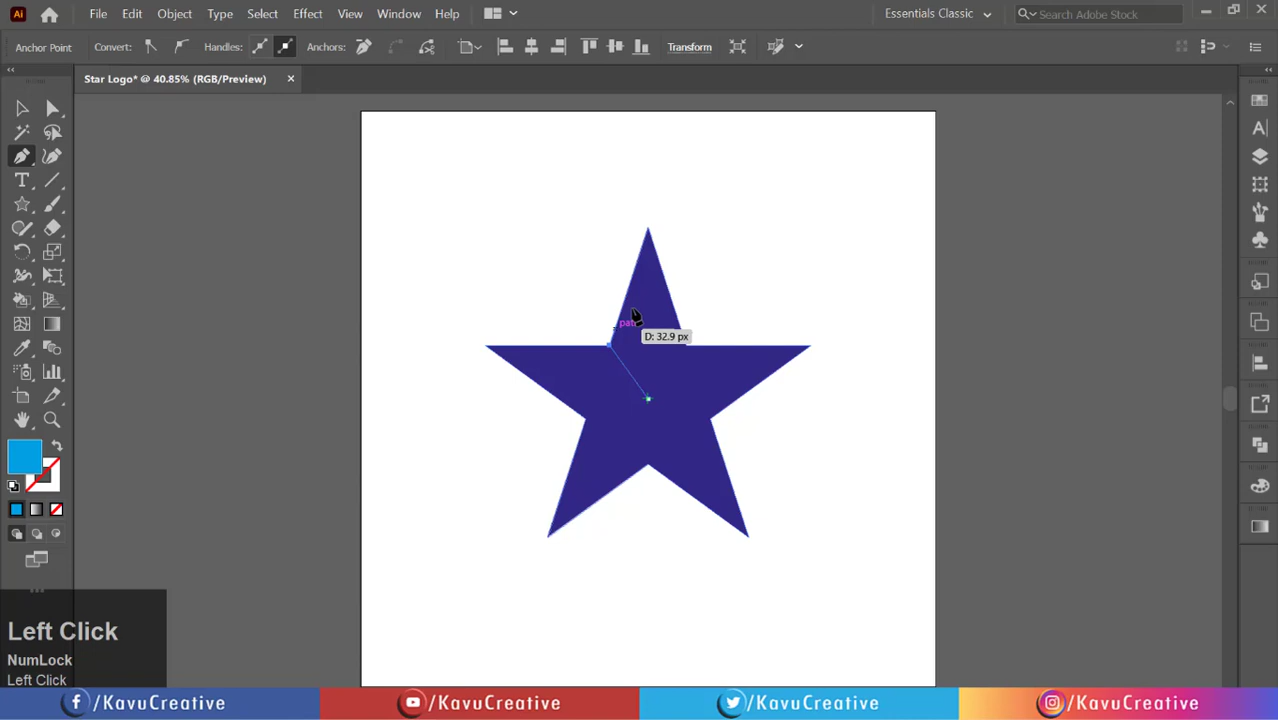 Ai File Edit Object Type Select Effect View Window Help Essentials Classic Search Adobe Stock
Anchor Point Convert: Handles: Anchors: Transform
Star Logo* @ 40.85% (RGB/Preview)
D: 32.9 px
Left Click
NumLock
Left Click
/KavuCreative /KavuCreative /KavuCreative /KavuCreative